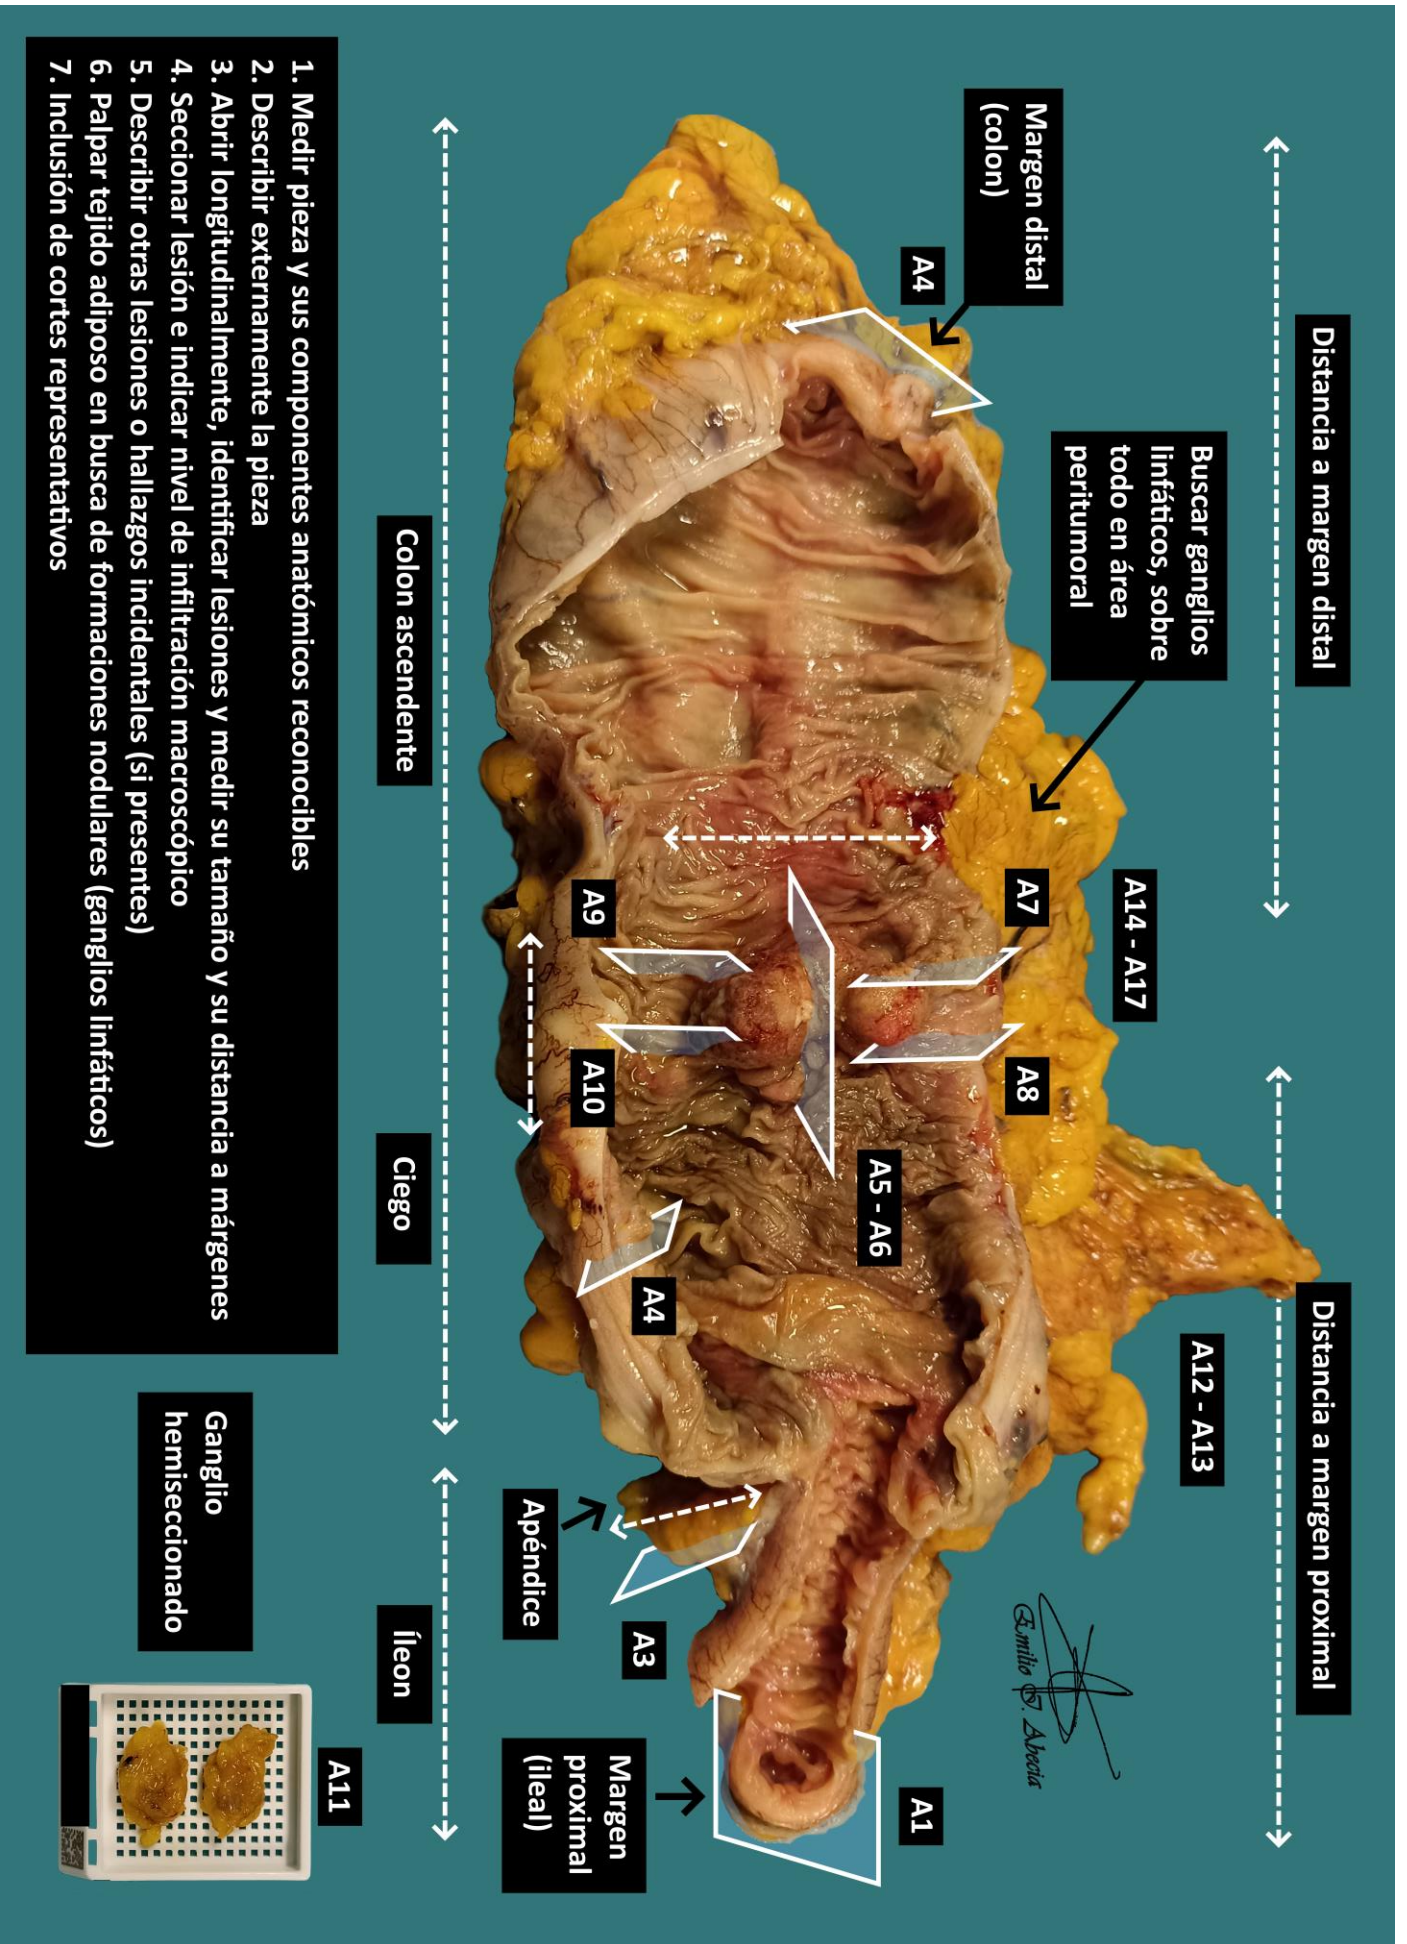 Distancia a margen distal
Distancia a margen proximal
Margen distal
(colon)
A4
Buscar ganglios
linfáticos, sobre
todo en área
peritumoral
A14 - A17
A12 - A13
A7
A8
A5 - A6
A9
A10
A4
A1
A3
Apéndice
Margen
proximal
(ileal)
Emilio J. Abecia
Colon ascendente
Ciego
Íleon
1. Medir pieza y sus componentes anatómicos reconocibles
2. Describir externamente la pieza
3. Abrir longitudinalmente, identificar lesiones y medir su tamaño y su distancia a márgenes
4. Seccionar lesión e indicar nivel de infiltración macroscópico
5. Describir otras lesiones o hallazgos incidentales (si presentes)
6. Palpar tejido adiposo en busca de formaciones nodulares (ganglios linfáticos)
7. Inclusión de cortes representativos
Ganglio
hemiseccionado
A11